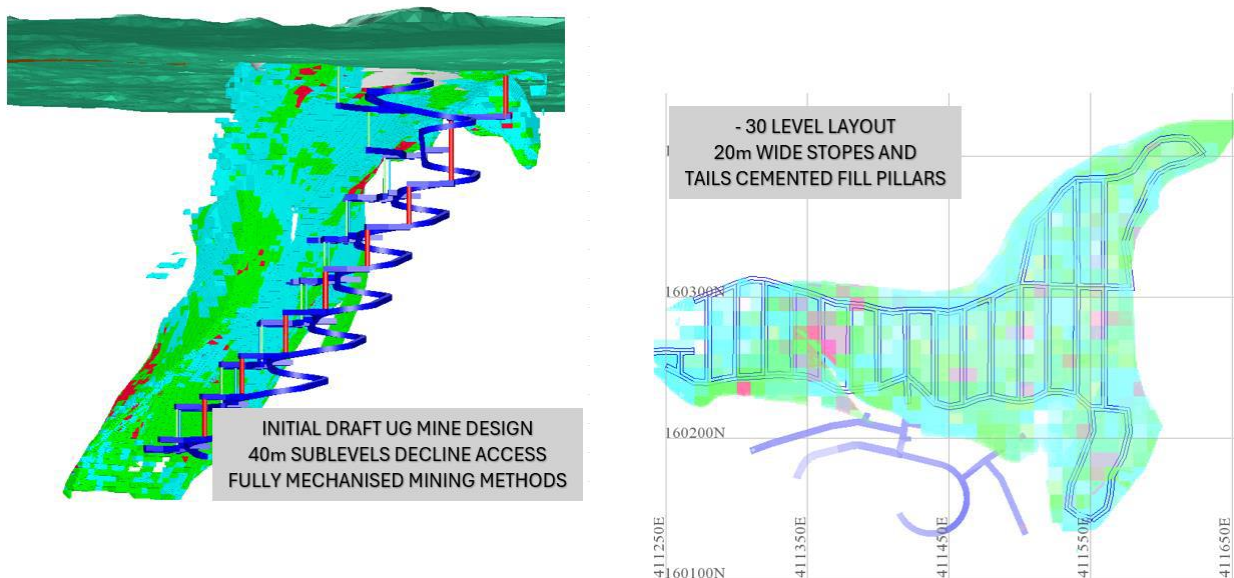 INITIAL DRAFT UG MINE DESIGN
40m SUBLEVELS DECLINE ACCESS
FULLY MECHANISED MINING METHODS
- 30 LEVEL LAYOUT
20m WIDE STOPES AND
TAILS CEMENTED FILL PILLARS
160300N
160200N
160100N
411250E
411350E
411450E
411550E
411650E